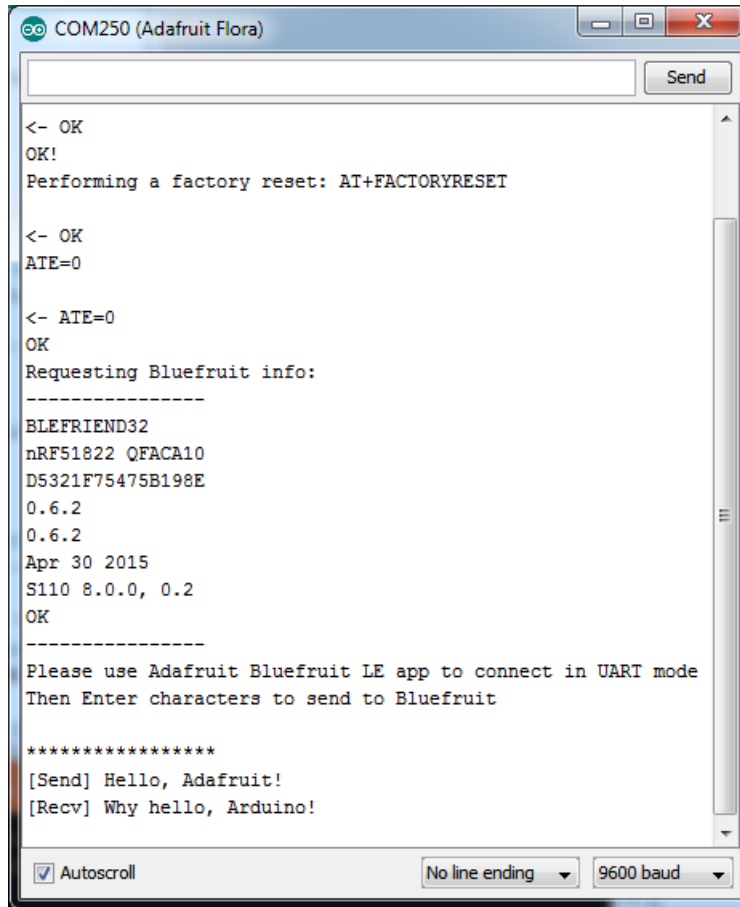 COM250 (Adafruit Flora)
Send
<- OK
OK!
Performing a factory reset: AT+FACTORYRESET
<- OK
ATE=0
<- ATE=0
OK
Requesting Bluefruit info:
----------------
BLEFRIEND32
nRF51822 QFACA10
D5321F75475B198E
0.6.2
0.6.2
Apr 30 2015
S110 8.0.0, 0.2
OK
----------------
Please use Adafruit Bluefruit LE app to connect in UART mode
Then Enter characters to send to Bluefruit
*****************
[Send] Hello, Adafruit!
[Recv] Why hello, Arduino!
Autoscroll No line ending 9600 baud